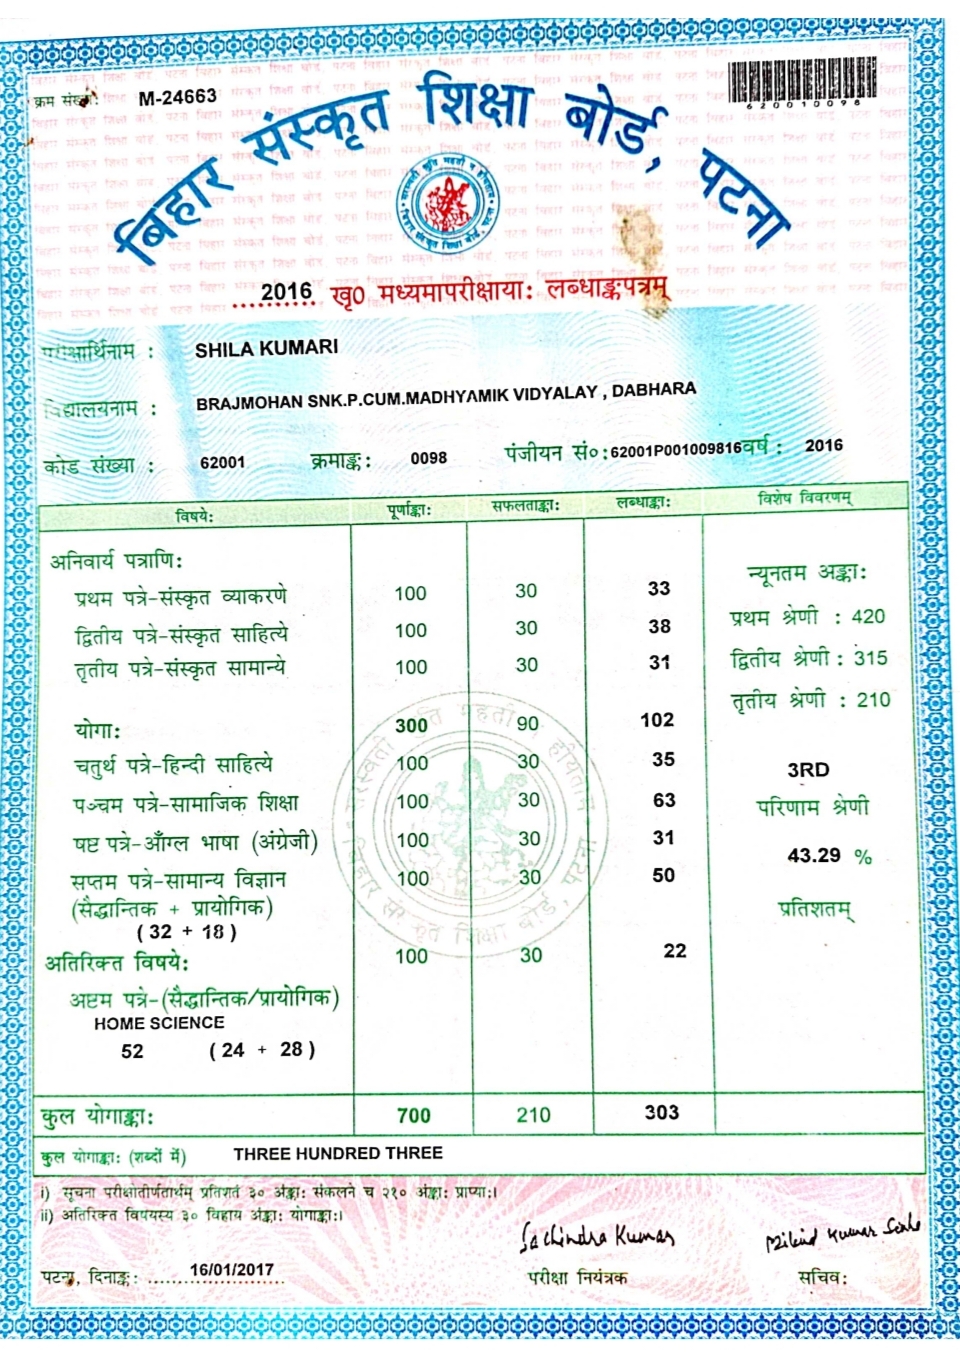 क्रम संख्या: M-24663
620010098
बिहार संस्कृत शिक्षा बोर्ड, पटना
2016 खृ0 मध्यमापरीक्षायाः लब्धाङ्कपत्रम्
परीक्षार्थिनाम : SHILA KUMARI
विद्यालयनाम : BRAJMOHAN SNK.P.CUM.MADHYAMIK VIDYALAY , DABHARA
कोड संख्या : 62001 क्रमाङ्क: 0098 पंजीयन सं०:62001P001009816 वर्ष : 2016
विषये: पूर्णाङ्का: सफलताङ्का: लब्धाङ्का: विशेष विवरणम्
अनिवार्य पत्राणि:
न्यूनतम अङ्का:
प्रथम पत्रे-संस्कृत व्याकरणे 100 30 33
प्रथम श्रेणी : 420
द्वितीय पत्रे-संस्कृत साहित्ये 100 30 38
द्वितीय श्रेणी : 315
तृतीय पत्रे-संस्कृत सामान्ये 100 30 31
तृतीय श्रेणी : 210
योगा: 300 90 102
चतुर्थ पत्रे-हिन्दी साहित्ये 100 30 35
3RD
पञ्चम पत्रे-सामाजिक शिक्षा 100 30 63
परिणाम श्रेणी
षष्ट पत्रे-आँग्ल भाषा (अंग्रेजी) 100 30 31
43.29 %
सप्तम पत्रे-सामान्य विज्ञान 100 30 50
(सैद्धान्तिक + प्रायोगिक)
प्रतिशतम्
( 32 + 18 )
अतिरिक्त विषये: 100 30 22
अष्टम पत्रे-(सैद्धान्तिक/प्रायोगिक)
HOME SCIENCE
52 ( 24 + 28 )
कुल योगाङ्का: 700 210 303
कुल योगाङ्का: (शब्दों में) THREE HUNDRED THREE
i) सूचना परीक्षोतीर्णतार्थम् प्रतिशतं ३० अंङ्का: संकलने च २१० अंङ्का: प्राप्या:।
ii) अतिरिक्त विषयस्य ३० विहाय अंङ्का: योगाङ्का:।
Sachindra Kumar
Kumar
पटना, दिनाङ्क: 16/01/2017 परीक्षा नियंत्रक सचिव: